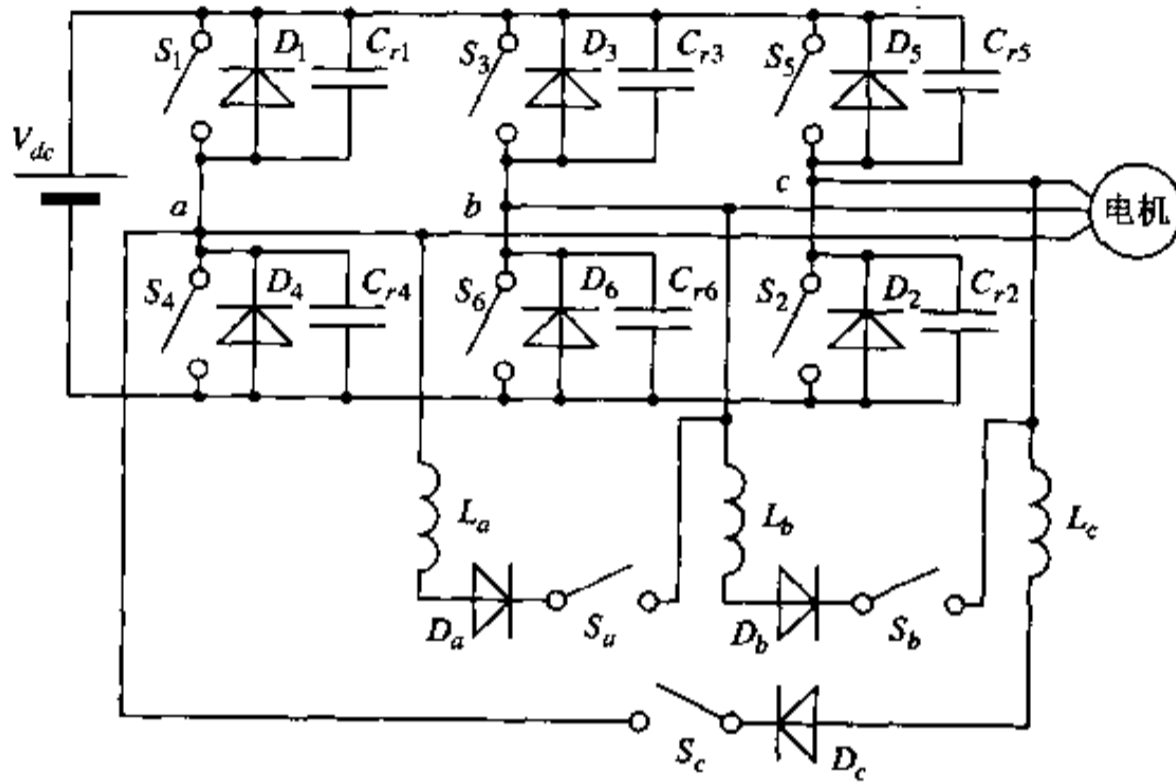 S1 D1 Cr1 S3 D3 Cr3 S5 D5 Cr5
Vdc
a b c 电机
S4 D4 Cr4 S6 D6 Cr6 S2 D2 Cr2
La Lb Lc
Da Sa Db Sb
Sc Dc